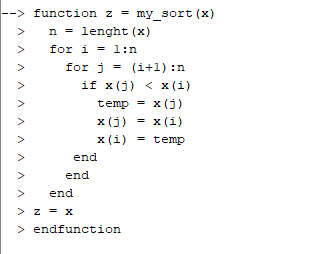 --> function z = my_sort(x)
  >   n = lenght(x)
  >   for i = 1:n
  >     for j = (i+1):n
  >       if x(j) < x(i)
  >         temp = x(j)
  >         x(j) = x(i)
  >         x(i) = temp
  >      end
  >     end
  >   end
  > z = x
  > endfunction